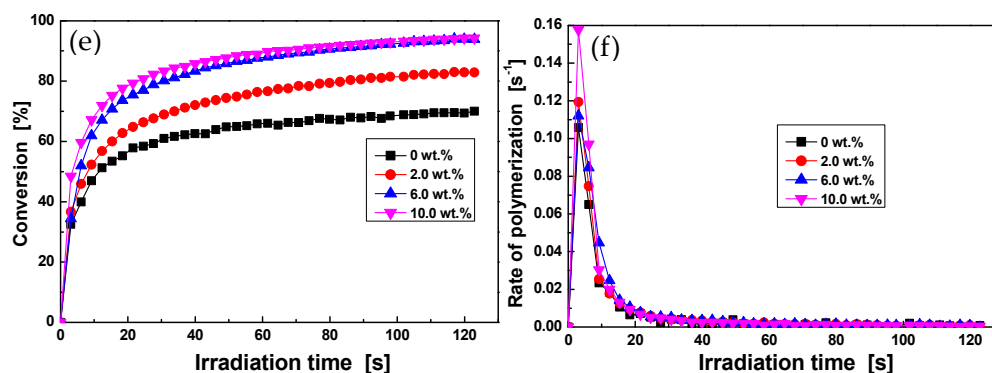 (e)
100
80
60
40
20
0
Conversion [%]
0 wt.%
2.0 wt.%
6.0 wt.%
10.0 wt.%
0 20 40 60 80 100 120
Irradiation time [s]
(f)
0.16
0.14
0.12
0.10
0.08
0.06
0.04
0.02
0.00
Rate of polymerization [s⁻¹]
0 wt.%
2.0 wt.%
6.0 wt.%
10.0 wt.%
0 20 40 60 80 100 120
Irradiation time [s]